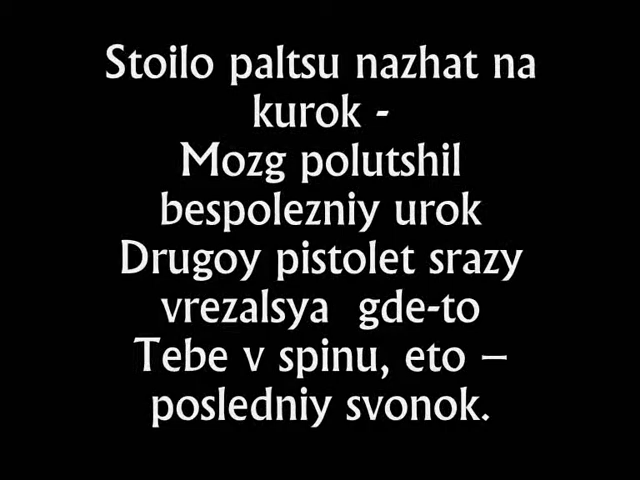 Stoilo paltsu nazhat na
kurok -
Mozg polutshil
bespolezniy urok
Drugoy pistolet srazy
vrezalsya  gde-to
Tebe v spinu, eto –
posledniy svonok.